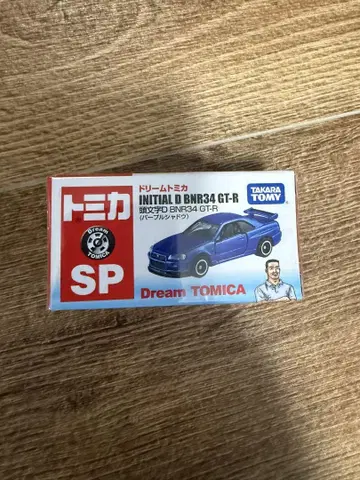 トミカ
Dream
TOMICA
SP
ドリームトミカ
INITIAL D BNR34 GT-R
頭文字D BNR34 GT-R
(パープルシャドウ)
TAKARA
TOMY
Dream TOMICA